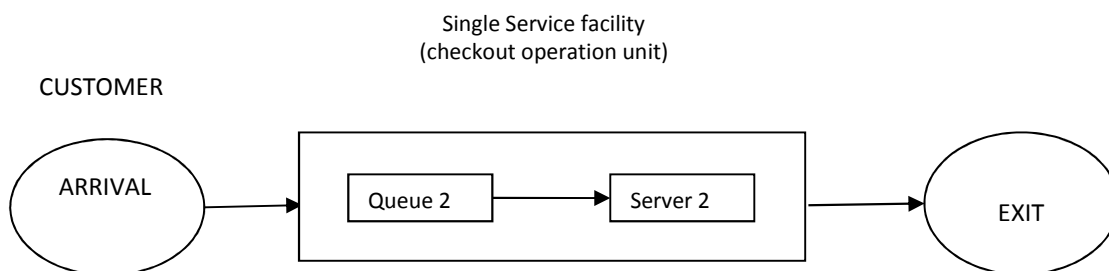 Single Service facility
(checkout operation unit)
CUSTOMER
ARRIVAL
Queue 2
Server 2
EXIT